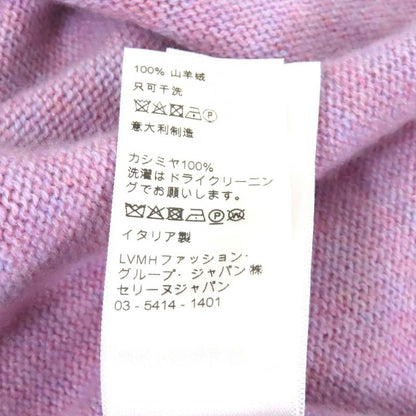 100% 山羊绒
只可干洗
意大利制造
カシミヤ100%
洗濯はドライクリーニン
グでお願いします。
イタリア製
LVMHファッション・
グループ・ジャパン㈱
セリーヌジャパン
03 - 5414 - 1401